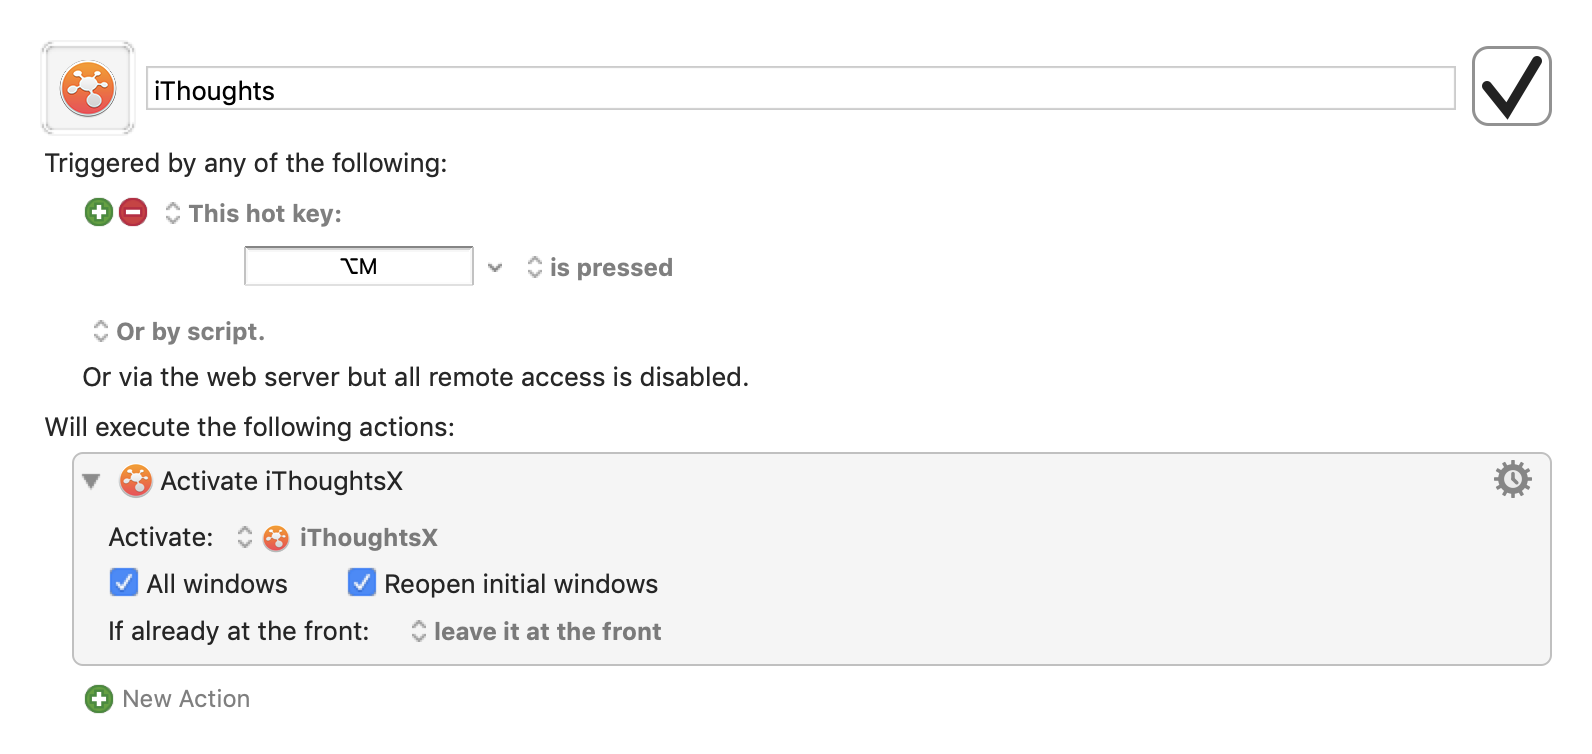 iThoughts
Triggered by any of the following:
This hot key:
⌥M is pressed
Or by script.
Or via the web server but all remote access is disabled.
Will execute the following actions:
Activate iThoughtsX
Activate: iThoughtsX
All windows Reopen initial windows
If already at the front: leave it at the front
New Action